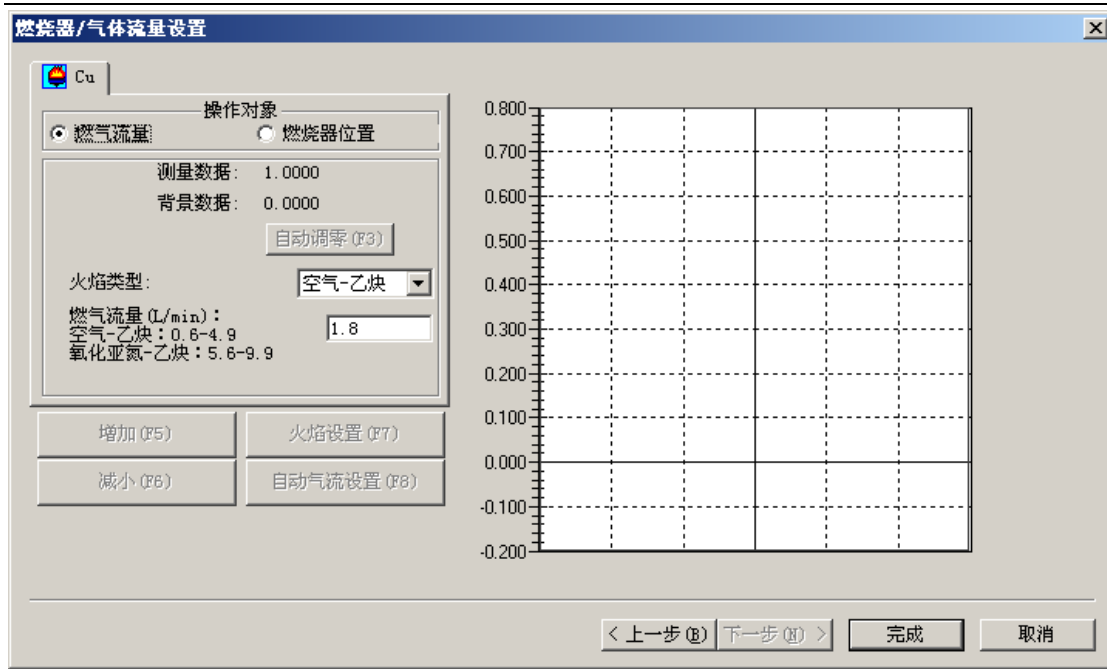 燃烧器/气体流量设置
Cu
操作对象
燃气流量
燃烧器位置
测量数据: 1.0000
背景数据: 0.0000
自动调零(F3)
火焰类型: 空气-乙炔
燃气流量(L/min):
空气-乙炔:0.6-4.9
氧化亚氮-乙炔:5.6-9.9
1.8
增加(F5)
火焰设置(F7)
减小(F6)
自动气流设置(F8)
0.800
0.700
0.600
0.500
0.400
0.300
0.200
0.100
0.000
-0.100
-0.200
< 上一步(B)
下一步(N) >
完成
取消